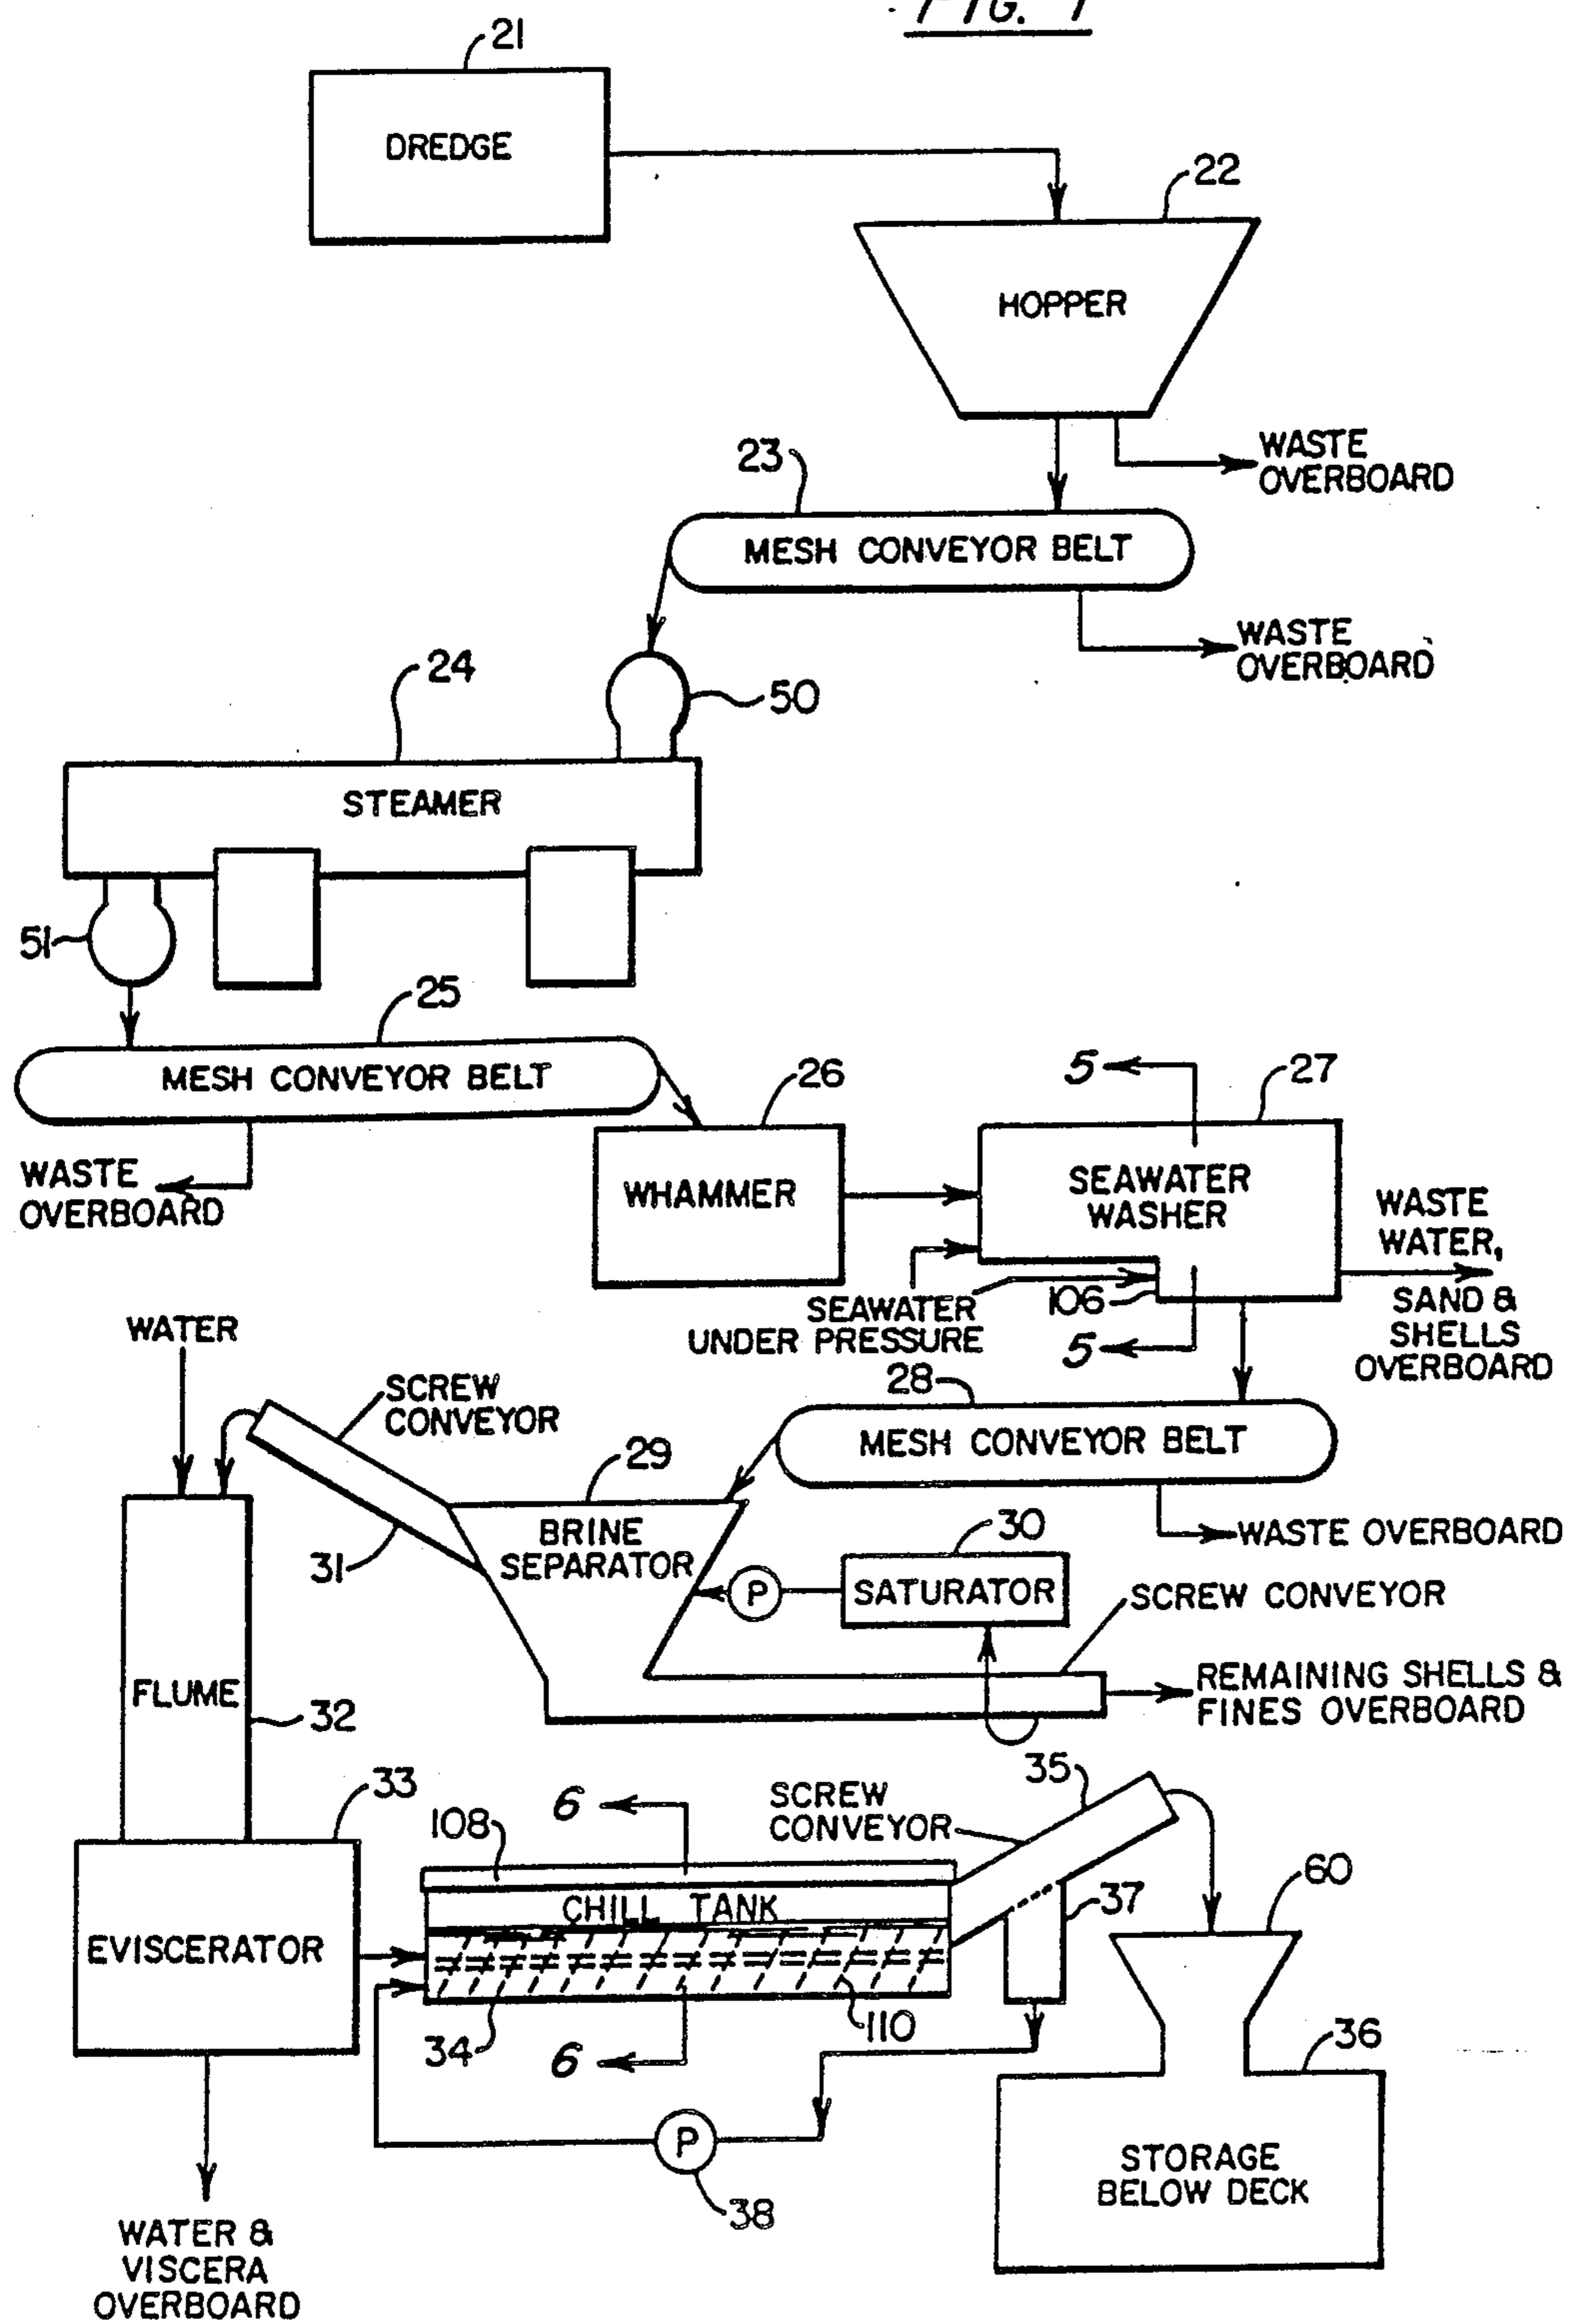 FIG. 1
21
DREDGE
22
HOPPER
WASTE
OVERBOARD
23
MESH CONVEYOR BELT
WASTE
OVERBOARD
24
50
STEAMER
51
25
MESH CONVEYOR BELT
WASTE
OVERBOARD
26
WHAMMER
5
27
SEAWATER
WASHER
WASTE
WATER,
SAND &
SHELLS
OVERBOARD
SEAWATER
UNDER PRESSURE
106
5
28
MESH CONVEYOR BELT
WASTE OVERBOARD
WATER
SCREW
CONVEYOR
29
BRINE
SEPARATOR
31
30
P
SATURATOR
SCREW CONVEYOR
REMAINING SHELLS &
FINES OVERBOARD
FLUME
32
33
EVISCERATOR
WATER &
VISCERA
OVERBOARD
6
108
CHILL TANK
34
110
6
SCREW
CONVEYOR
35
37
60
36
P
38
STORAGE
BELOW DECK